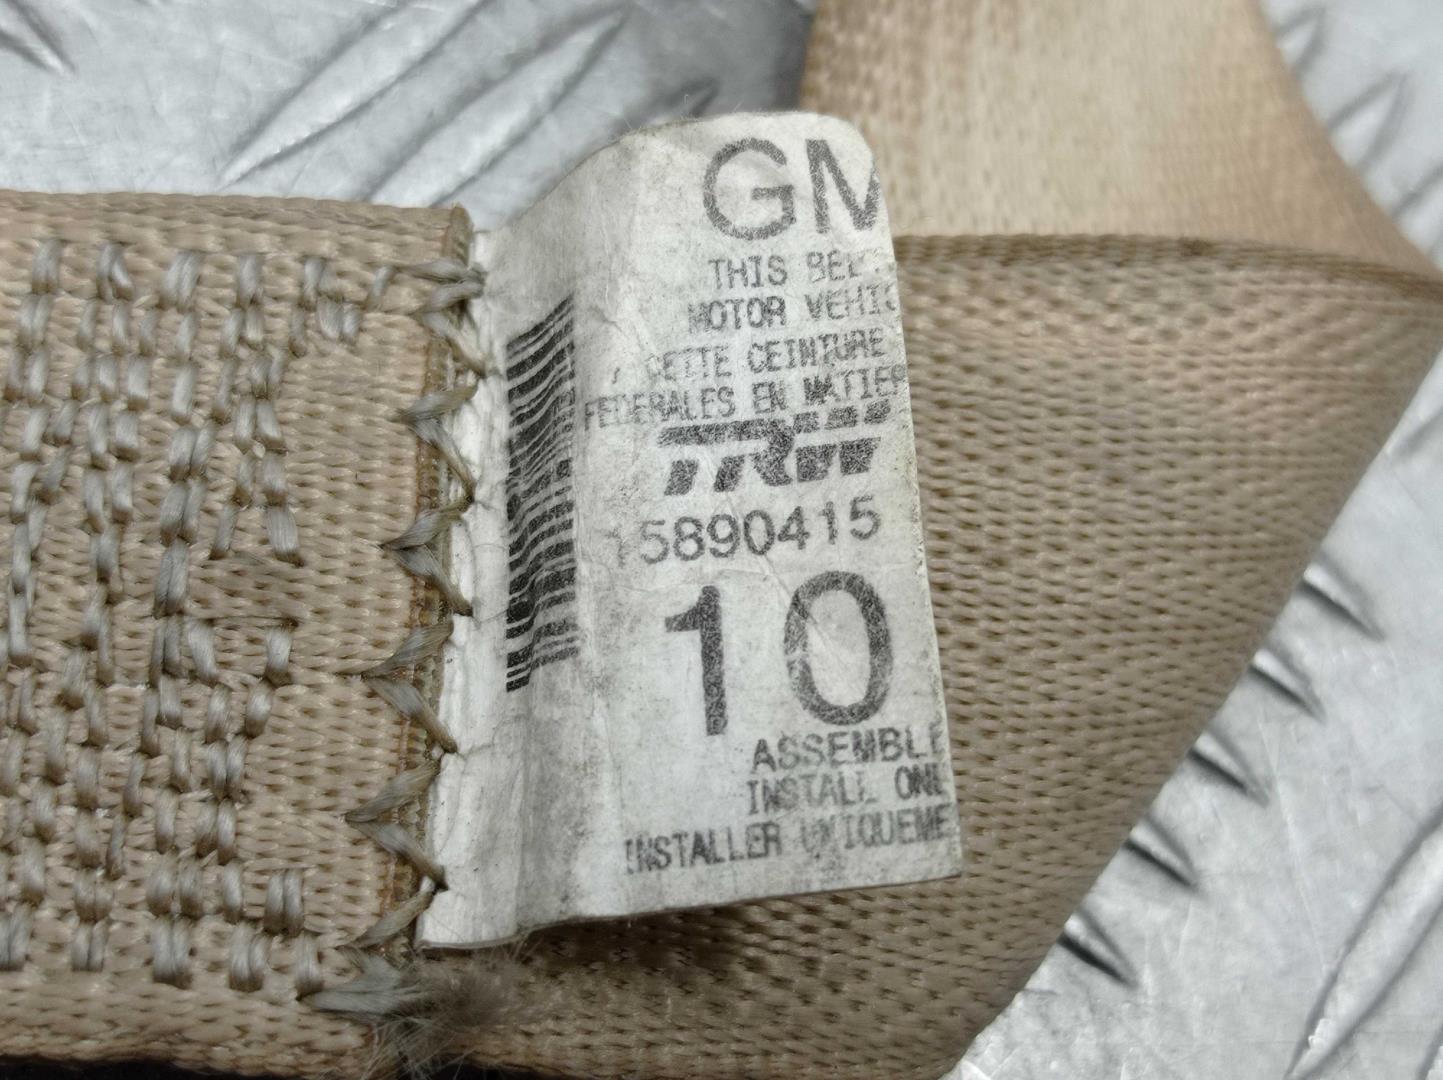 GM
THIS BEL
MOTOR VEHIC
CETTE CEINTURE
FEDERALES EN MATIER
TRW
15890415
10
ASSEMBLE
INSTALL ONL
INSTALLER UNIQUEME